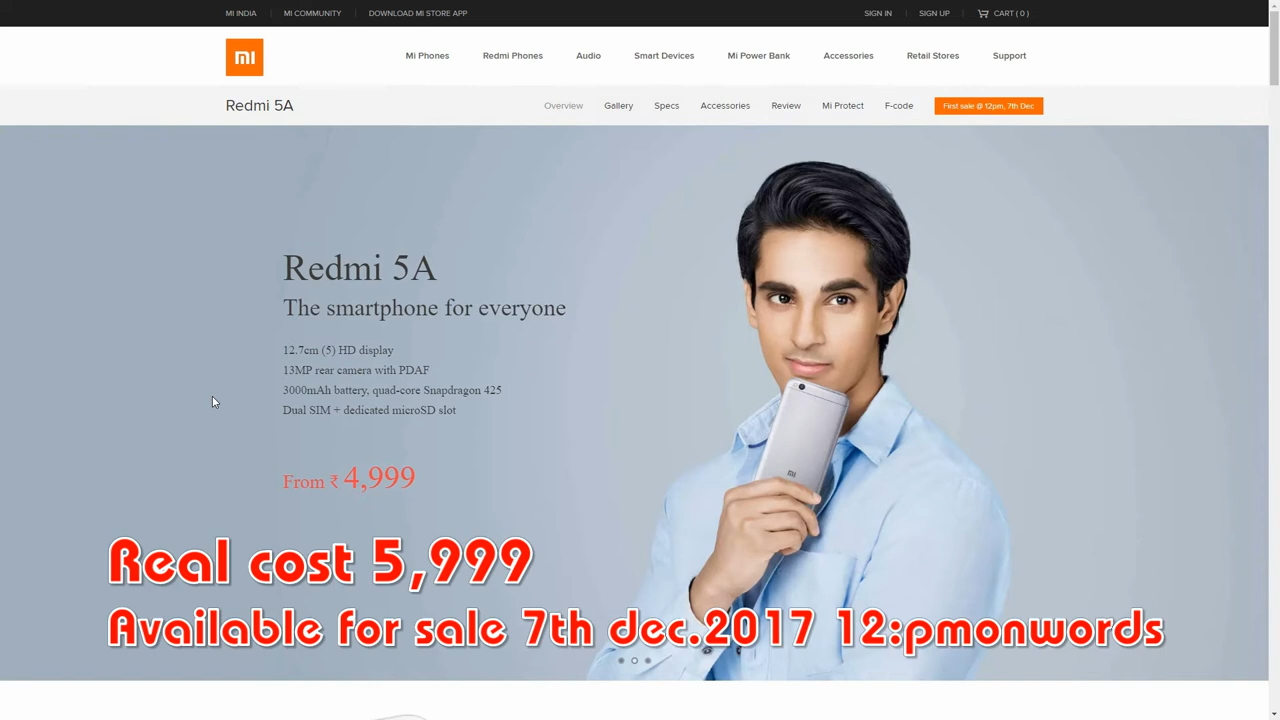 MI INDIA MI COMMUNITY DOWNLOAD MI STORE APP SIGN IN SIGN UP CART ( 0 )
mi Mi Phones Redmi Phones Audio Smart Devices Mi Power Bank Accessories Retail Stores Support
Redmi 5A Overview Gallery Specs Accessories Review Mi Protect F-code First sale @ 12pm, 7th Dec
Redmi 5A
The smartphone for everyone
12.7cm (5) HD display
13MP rear camera with PDAF
3000mAh battery, quad-core Snapdragon 425
Dual SIM + dedicated microSD slot
mi
From ₹ 4,999
Real cost 5,999
Available for sale 7th dec.2017 12:pmonwords